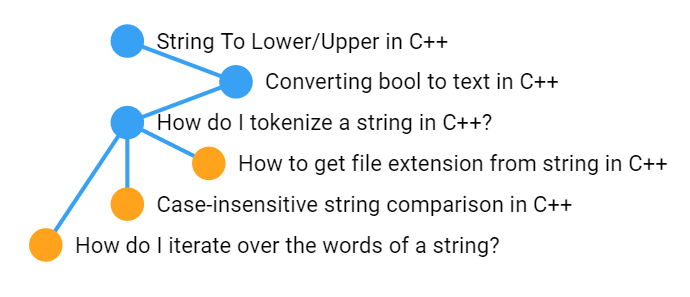 String To Lower/Upper in C++
Converting bool to text in C++
How do I tokenize a string in C++?
How to get file extension from string in C++
Case-insensitive string comparison in C++
How do I iterate over the words of a string?